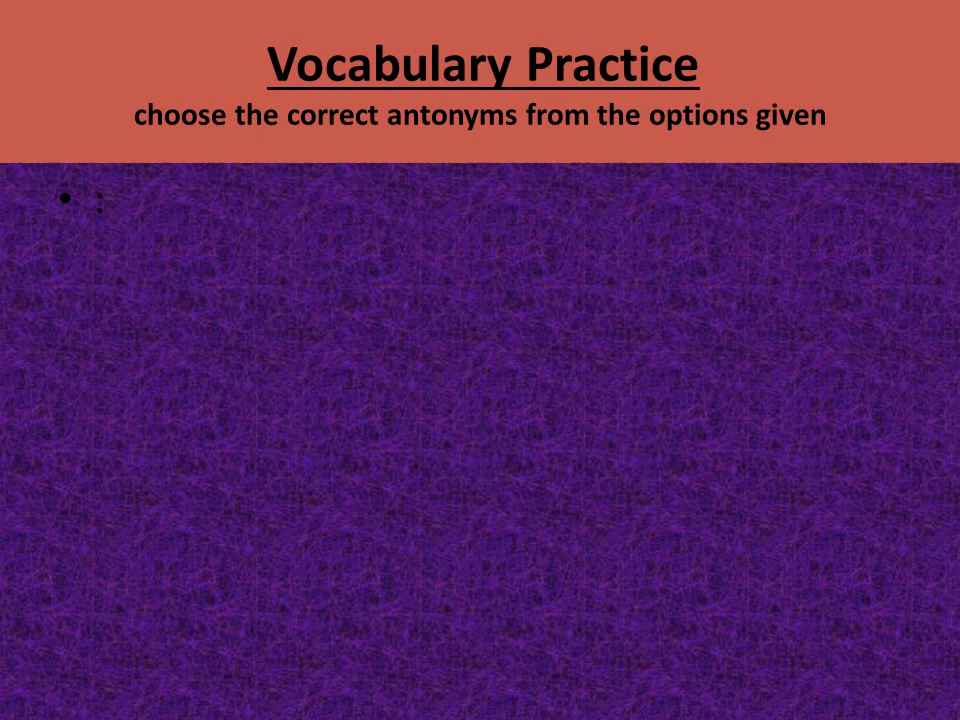 Vocabulary Practice
choose the correct antonyms from the options given
• :